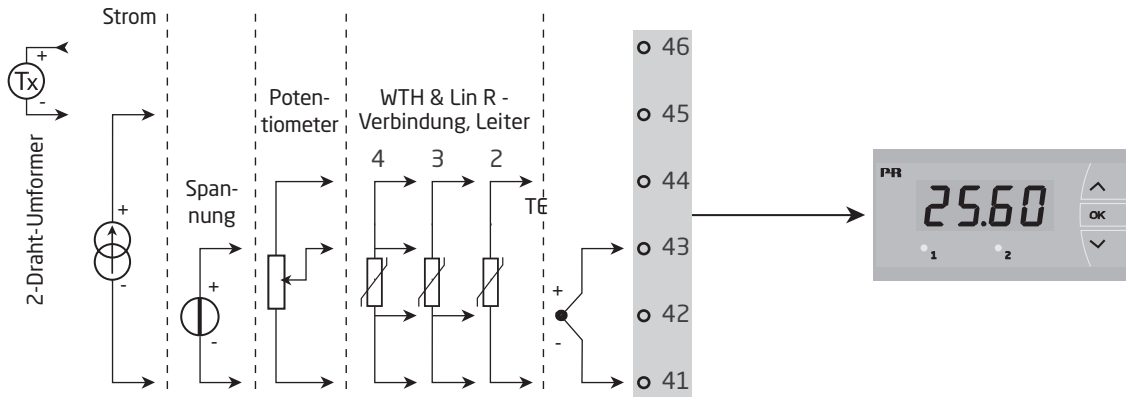 Strom
+
Tx
-
2-Draht-Umformer
+
-
Span-
nung
+
-
Poten-
tiometer
WTH & Lin R -
Verbindung, Leiter
4 3 2
TE
+
-
46
45
44
43
42
41
PR
25.60
OK
1 2